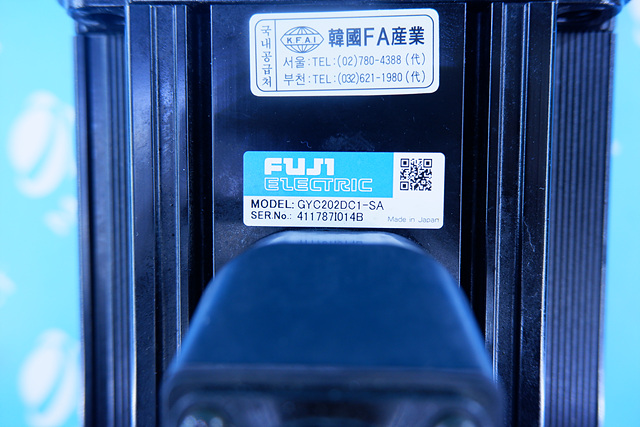 국내공급처
KFAI
韓國FA産業
서울:TEL:(02)780-4388 (代)
부천:TEL:(032)621-1980 (代)
FUJI
ELECTRIC
MODEL: GYC202DC1-SA
SER.No.: 411787I014B
Made in Japan